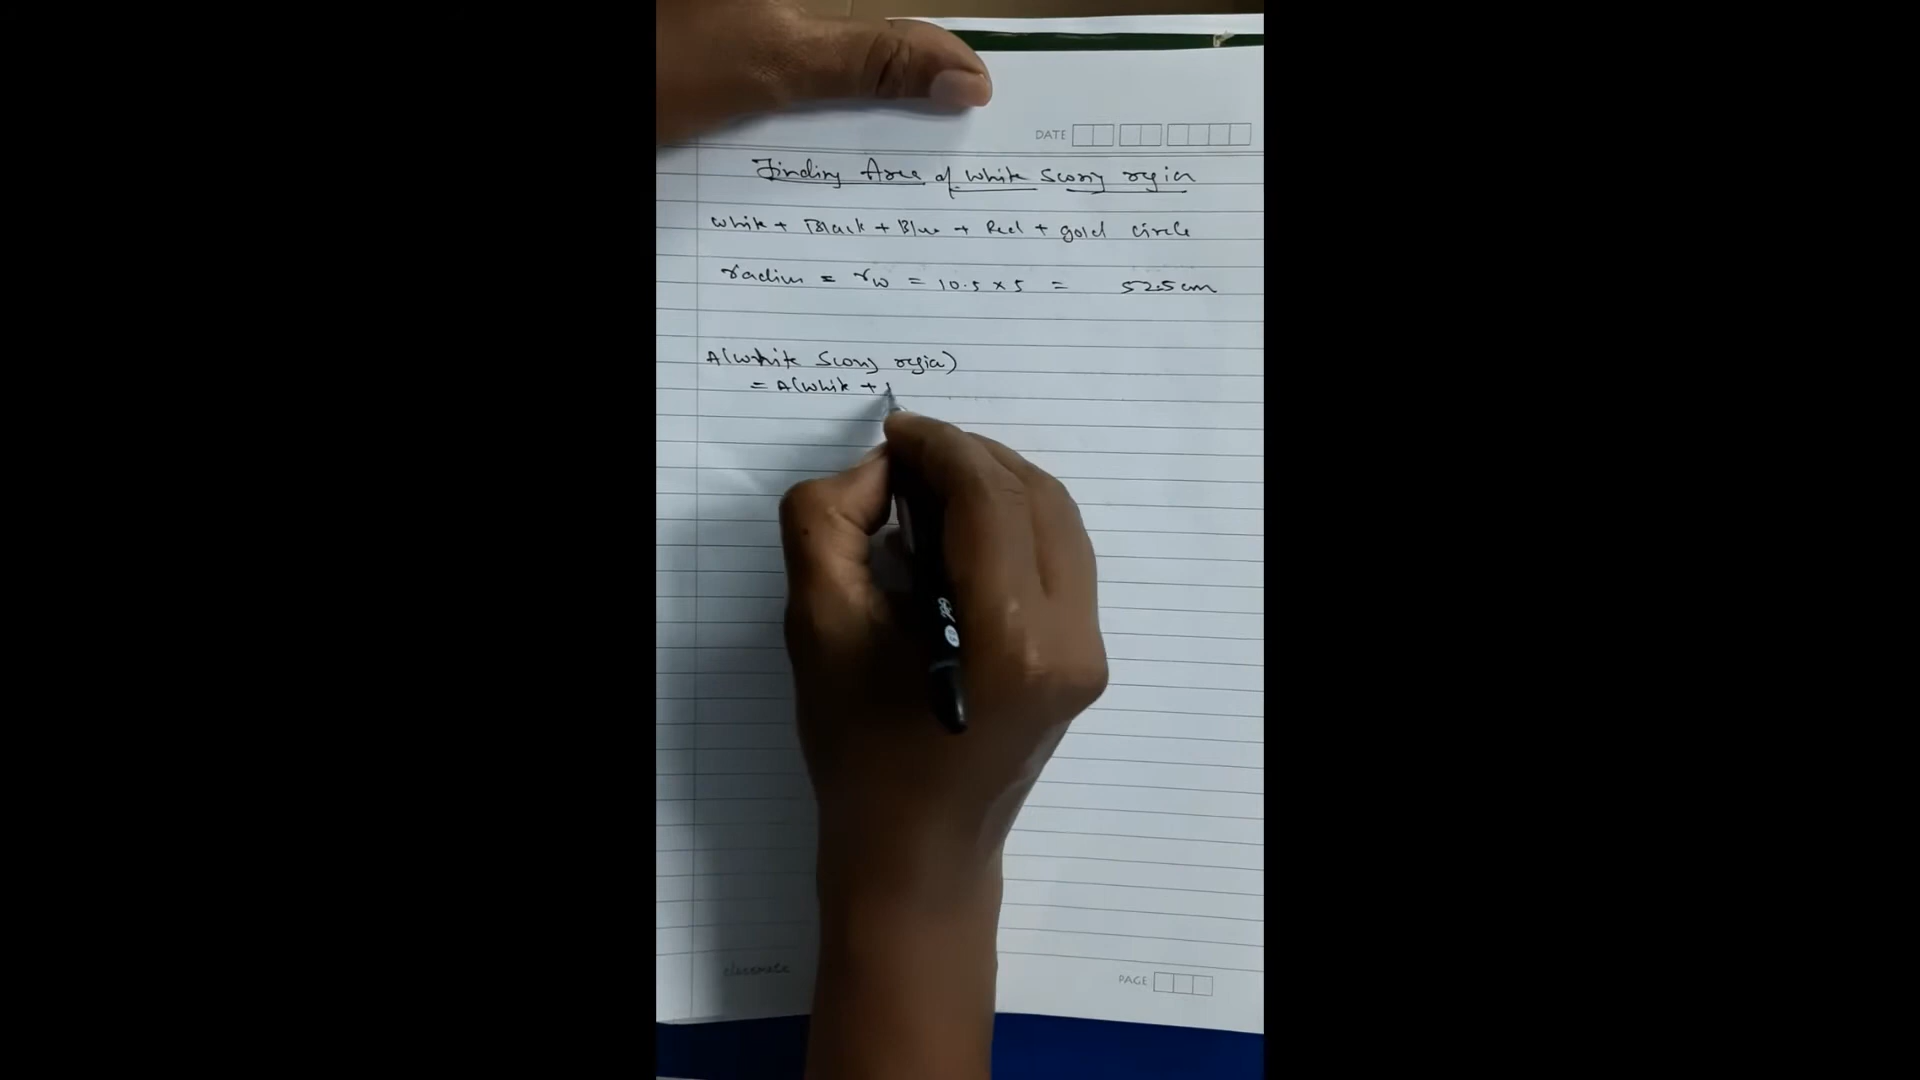 DATE
Finding Area of white Scoring region
white + Black + Blue + Red + gold circle
radius = rw = 10.5 × 5 = 52.5 cm
A(white Scoring region)
= A(white +
classmate
PAGE